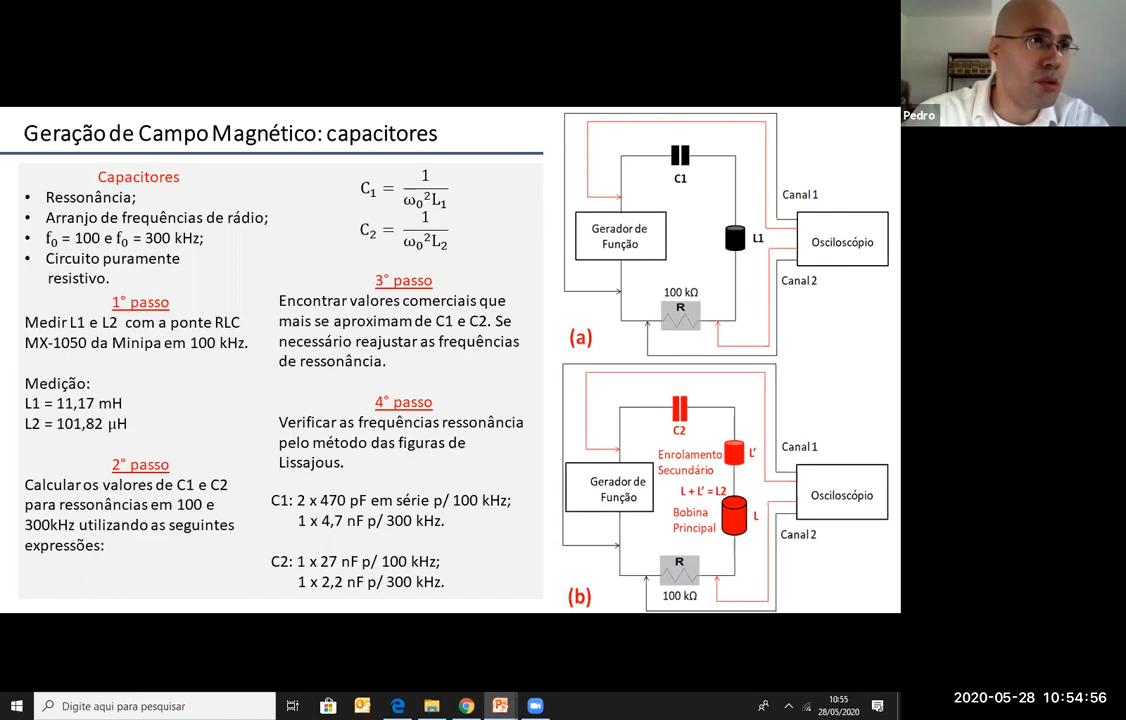 Pedro
Geração de Campo Magnético: capacitores
Capacitores
• Ressonância;
• Arranjo de frequências de rádio;
• f₀ = 100 e f₀ = 300 kHz;
• Circuito puramente
resistivo.
1° passo
Medir L1 e L2 com a ponte RLC
MX-1050 da Minipa em 100 kHz.
Medição:
L1 = 11,17 mH
L2 = 101,82 μH
2° passo
Calcular os valores de C1 e C2
para ressonâncias em 100 e
300kHz utilizando as seguintes
expressões:
C₁ = 1 / ω₀²L₁
C₂ = 1 / ω₀²L₂
3° passo
Encontrar valores comerciais que
mais se aproximam de C1 e C2. Se
necessário reajustar as frequências
de ressonância.
4° passo
Verificar as frequências ressonância
pelo método das figuras de
Lissajous.
C1: 2 x 470 pF em série p/ 100 kHz;
1 x 4,7 nF p/ 300 kHz.
C2: 1 x 27 nF p/ 100 kHz;
1 x 2,2 nF p/ 300 kHz.
C1
Canal 1
Gerador de
Função
L1
Osciloscópio
Canal 2
100 kΩ
R
(a)
C2
Canal 1
Enrolamento
Secundário
L'
L + L' = L2
Gerador de
Função
Bobina
Principal
L
Osciloscópio
Canal 2
R
100 kΩ
(b)
Digite aqui para pesquisar
10:55
28/05/2020
2020-05-28 10:54:56